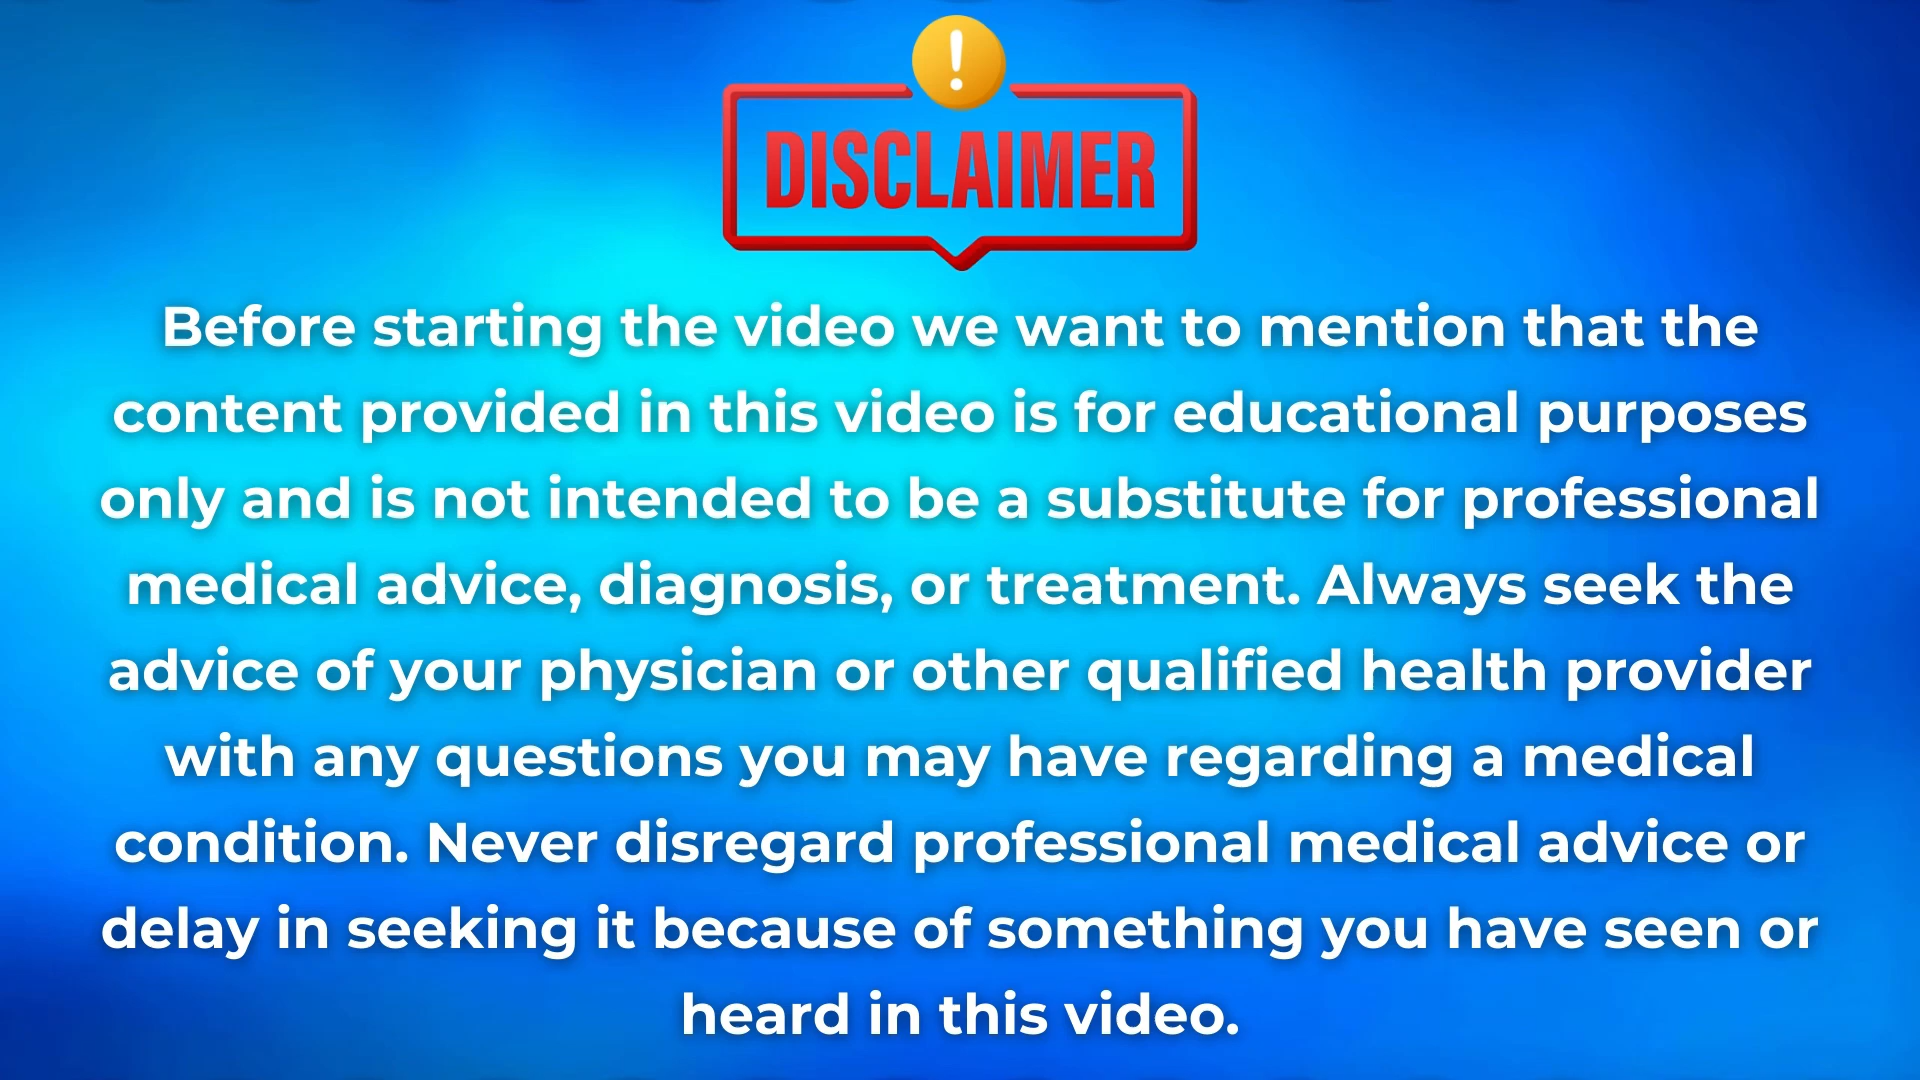 !
DISCLAIMER
Before starting the video we want to mention that the
content provided in this video is for educational purposes
only and is not intended to be a substitute for professional
medical advice, diagnosis, or treatment. Always seek the
advice of your physician or other qualified health provider
with any questions you may have regarding a medical
condition. Never disregard professional medical advice or
delay in seeking it because of something you have seen or
heard in this video.